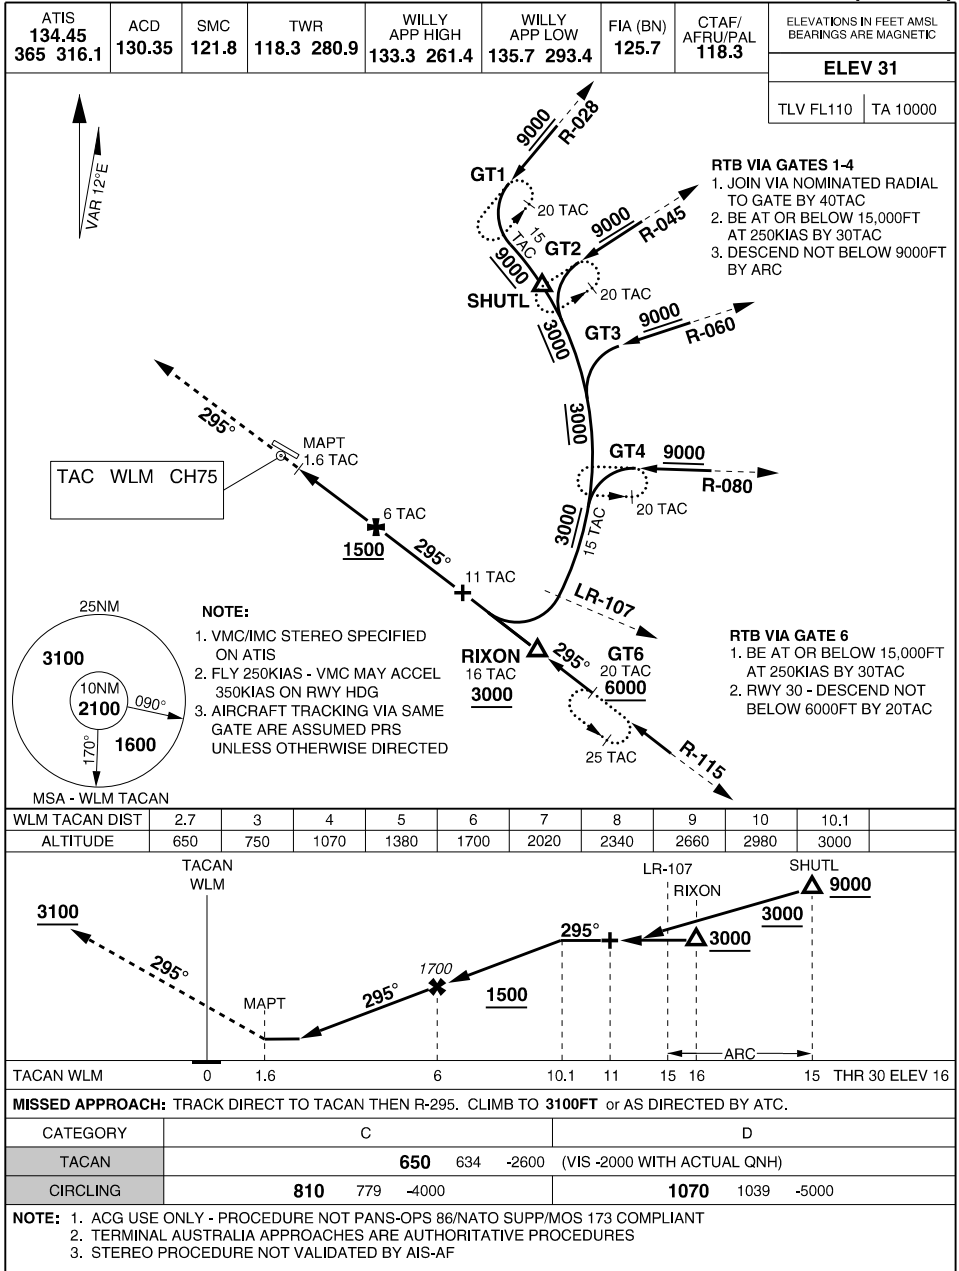 ATIS
134.45
365 316.1
ACD
130.35
SMC
121.8
TWR
118.3 280.9
WILLY
APP HIGH
133.3 261.4
WILLY
APP LOW
135.7 293.4
FIA (BN)
125.7
CTAF/
AFRU/PAL
118.3
ELEVATIONS IN FEET AMSL
BEARINGS ARE MAGNETIC
ELEV 31
TLV FL110
TA 10000
VAR 12°E
9000
R-028
GT1
20 TAC
15
TAC
9000
GT2
9000
R-045
20 TAC
SHUTL
3000
GT3
9000
R-060
RTB VIA GATES 1-4
1. JOIN VIA NOMINATED RADIAL
TO GATE BY 40TAC
2. BE AT OR BELOW 15,000FT
AT 250KIAS BY 30TAC
3. DESCEND NOT BELOW 9000FT
BY ARC
295°
MAPT
1.6 TAC
TAC WLM CH75
3000
GT4
9000
R-080
20 TAC
3000
15 TAC
6 TAC
1500
295°
11 TAC
LR-107
25NM
3100
10NM
2100
090°
170°
1600
MSA - WLM TACAN
NOTE:
1. VMC/IMC STEREO SPECIFIED
ON ATIS
2. FLY 250KIAS - VMC MAY ACCEL
350KIAS ON RWY HDG
3. AIRCRAFT TRACKING VIA SAME
GATE ARE ASSUMED PRS
UNLESS OTHERWISE DIRECTED
RIXON
16 TAC
3000
295°
GT6
20 TAC
6000
25 TAC
R-115
RTB VIA GATE 6
1. BE AT OR BELOW 15,000FT
AT 250KIAS BY 30TAC
2. RWY 30 - DESCEND NOT
BELOW 6000FT BY 20TAC
WLM TACAN DIST 2.7 3 4 5 6 7 8 9 10 10.1
ALTITUDE 650 750 1070 1380 1700 2020 2340 2660 2980 3000
TACAN
WLM
LR-107
RIXON
SHUTL
9000
3100
3000
295°
3000
295°
1700
295°
1500
MAPT
ARC
TACAN WLM 0 1.6 6 10.1 11 15 16 15 THR 30 ELEV 16
MISSED APPROACH: TRACK DIRECT TO TACAN THEN R-295. CLIMB TO 3100FT or AS DIRECTED BY ATC.
CATEGORY C D
TACAN 650 634 -2600 (VIS -2000 WITH ACTUAL QNH)
CIRCLING 810 779 -4000 1070 1039 -5000
NOTE: 1. ACG USE ONLY - PROCEDURE NOT PANS-OPS 86/NATO SUPP/MOS 173 COMPLIANT
2. TERMINAL AUSTRALIA APPROACHES ARE AUTHORITATIVE PROCEDURES
3. STEREO PROCEDURE NOT VALIDATED BY AIS-AF